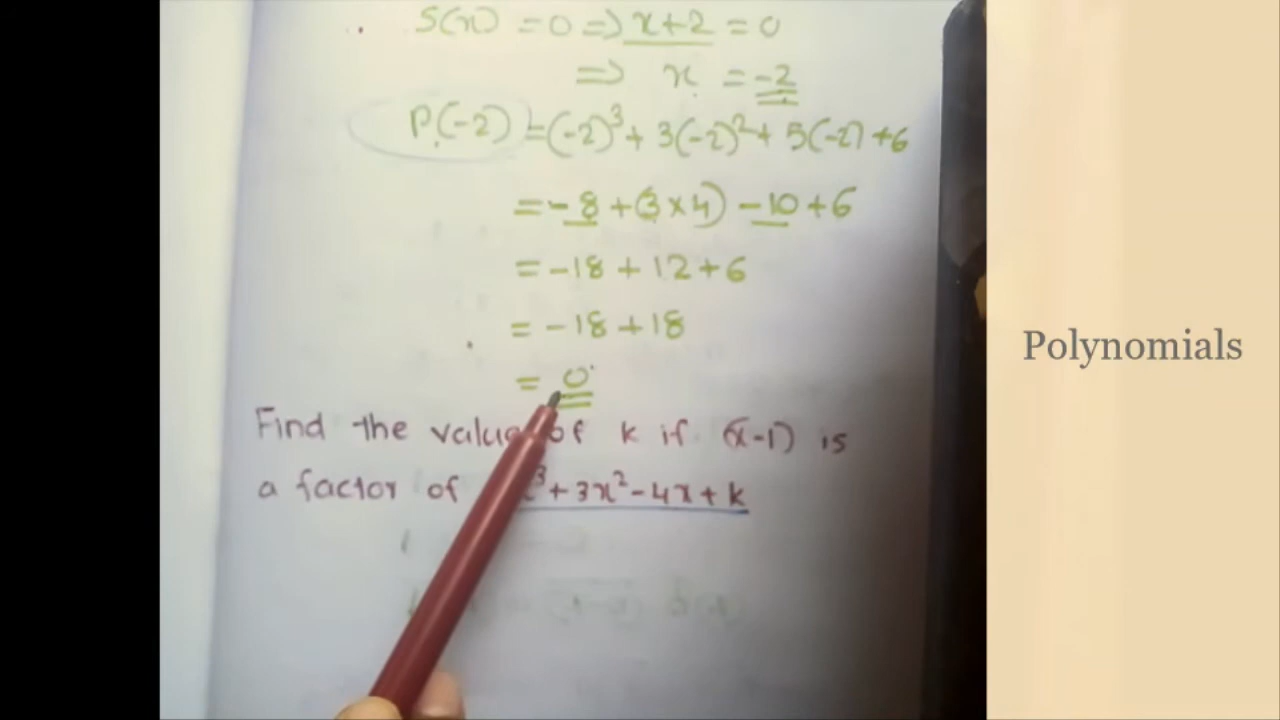 S(x) = 0 => x+2 = 0
=> x = -2
P(-2) = (-2)³ + 3(-2)² + 5(-2) + 6
= -8 + (3×4) -10 + 6
= -18 + 12 + 6
= -18 + 18
= 0
Find the value of k if (x-1) is
a factor of ³ + 3x² - 4x + k
Polynomials